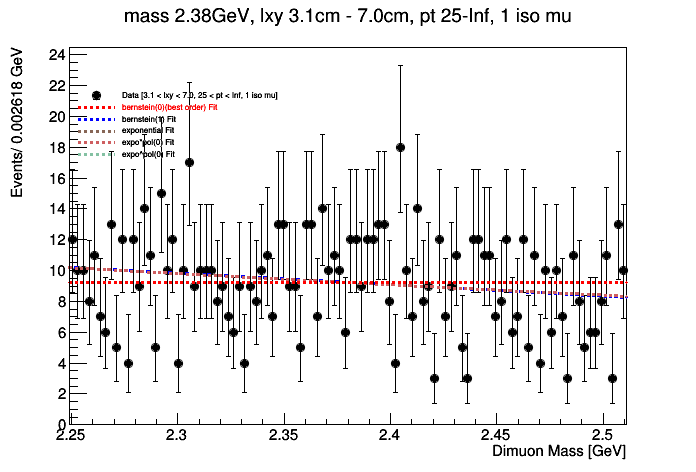 mass 2.38GeV, lxy 3.1cm - 7.0cm, pt 25-Inf, 1 iso mu
Events/ 0.002618 GeV
24
22
20
18
16
14
12
10
8
6
4
2
0
Data [3.1 < lxy < 7.0, 25 < pt < Inf, 1 iso mu]
bernstein(0)(best order) Fit
bernstein(1) Fit
exponential Fit
expo*pol(0) Fit
expo*pol(0) Fit
2.25
2.3
2.35
2.4
2.45
2.5
Dimuon Mass [GeV]